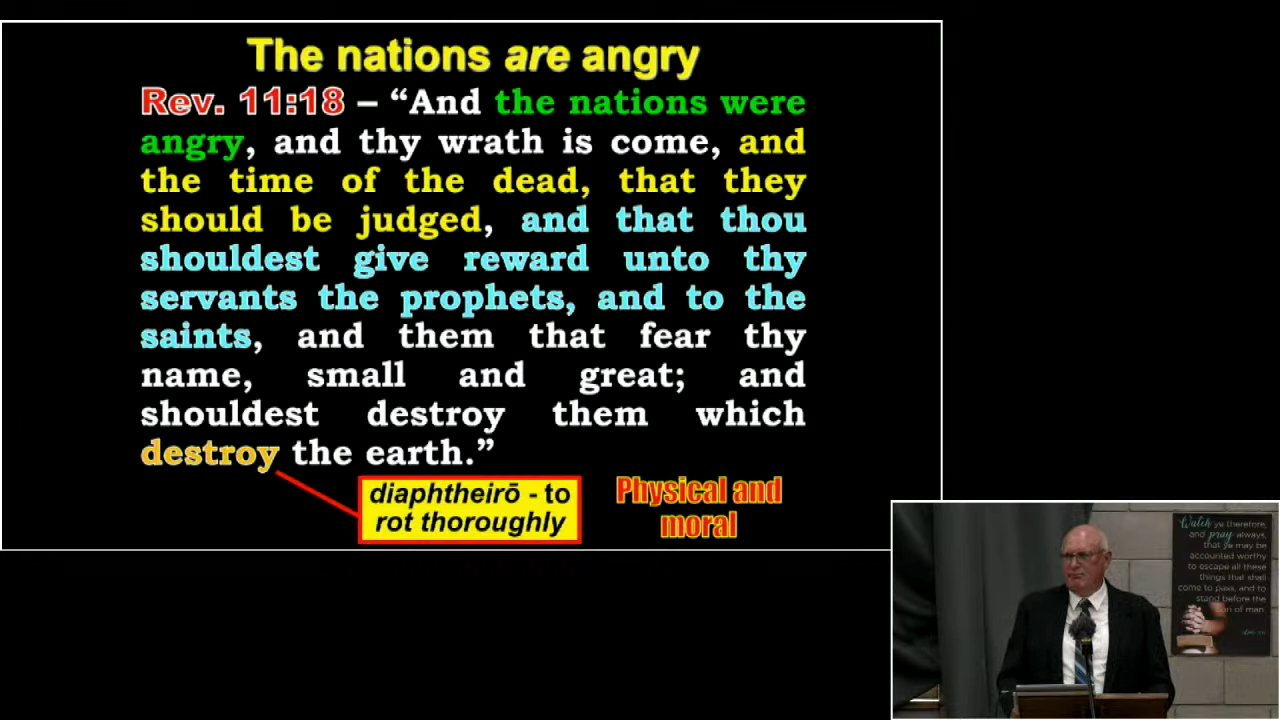 The nations are angry
Rev. 11:18 – “And the nations were
angry, and thy wrath is come, and
the time of the dead, that they
should be judged, and that thou
shouldest give reward unto thy
servants the prophets, and to the
saints, and them that fear thy
name, small and great; and
shouldest destroy them which
destroy the earth.”
diaphtheirō - to
rot thoroughly
Physical and
moral
Watch ye therefore,
and pray always,
that ye may be
accounted worthy
to escape all these
things that shall
come to pass, and to
stand before the
of man.